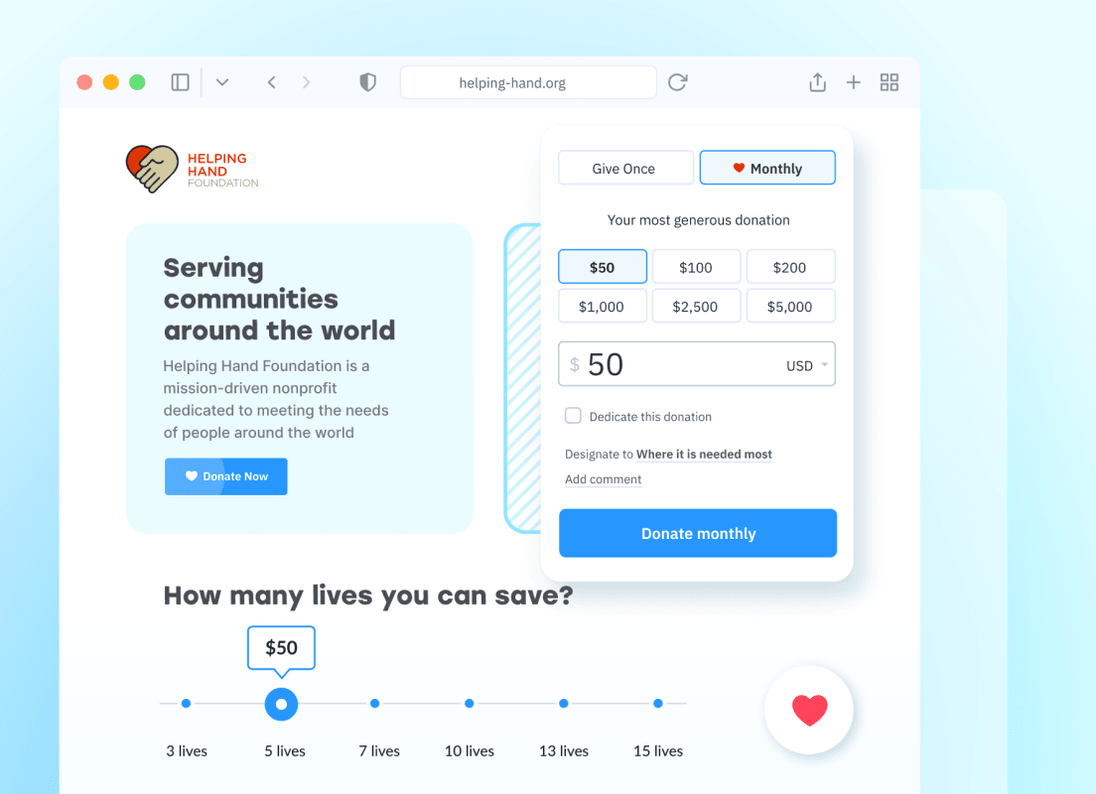 helping-hand.org
HELPING
HAND
FOUNDATION
Serving
communities
around the world
Helping Hand Foundation is a
mission-driven nonprofit
dedicated to meeting the needs
of people around the world
Donate Now
Give Once
Monthly
Your most generous donation
$50
$100
$200
$1,000
$2,500
$5,000
$ 50
USD
Dedicate this donation
Designate to Where it is needed most
Add comment
Donate monthly
How many lives you can save?
$50
3 lives
5 lives
7 lives
10 lives
13 lives
15 lives